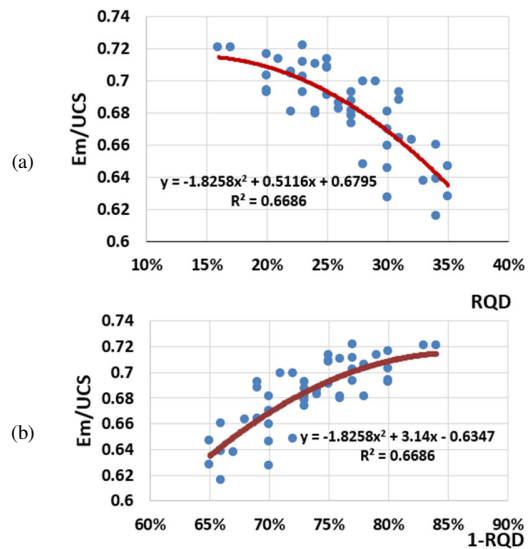 (a)
Em/UCS
0.74
0.72
0.7
0.68
0.66
0.64
0.62
0.6
y = -1.8258x² + 0.5116x + 0.6795
R² = 0.6686
10% 15% 20% 25% 30% 35% 40%
RQD
(b)
Em/UCS
0.74
0.72
0.7
0.68
0.66
0.64
0.62
0.6
y = -1.8258x² + 3.14x - 0.6347
R² = 0.6686
60% 65% 70% 75% 80% 85% 90%
1-RQD